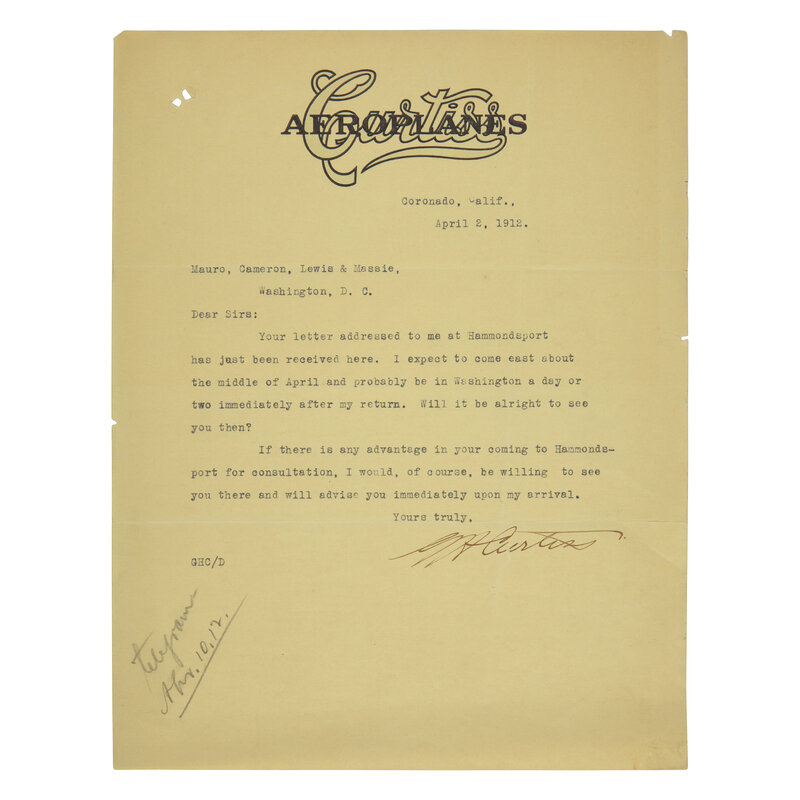 Curtiss
AEROPLANES
Coronado, Calif.,
April 2, 1912.
Mauro, Cameron, Lewis & Massie,
Washington, D. C.
Dear Sirs:
Your letter addressed to me at Hammondsport
has just been received here. I expect to come east about
the middle of April and probably be in Washington a day or
two immediately after my return. Will it be alright to see
you then?
If there is any advantage in your coming to Hammonds-
port for consultation, I would, of course, be willing to see
you there and will advise you immediately upon my arrival.
Yours truly,
G H Curtiss
GHC/D
telegram
Apr. 10, 12.